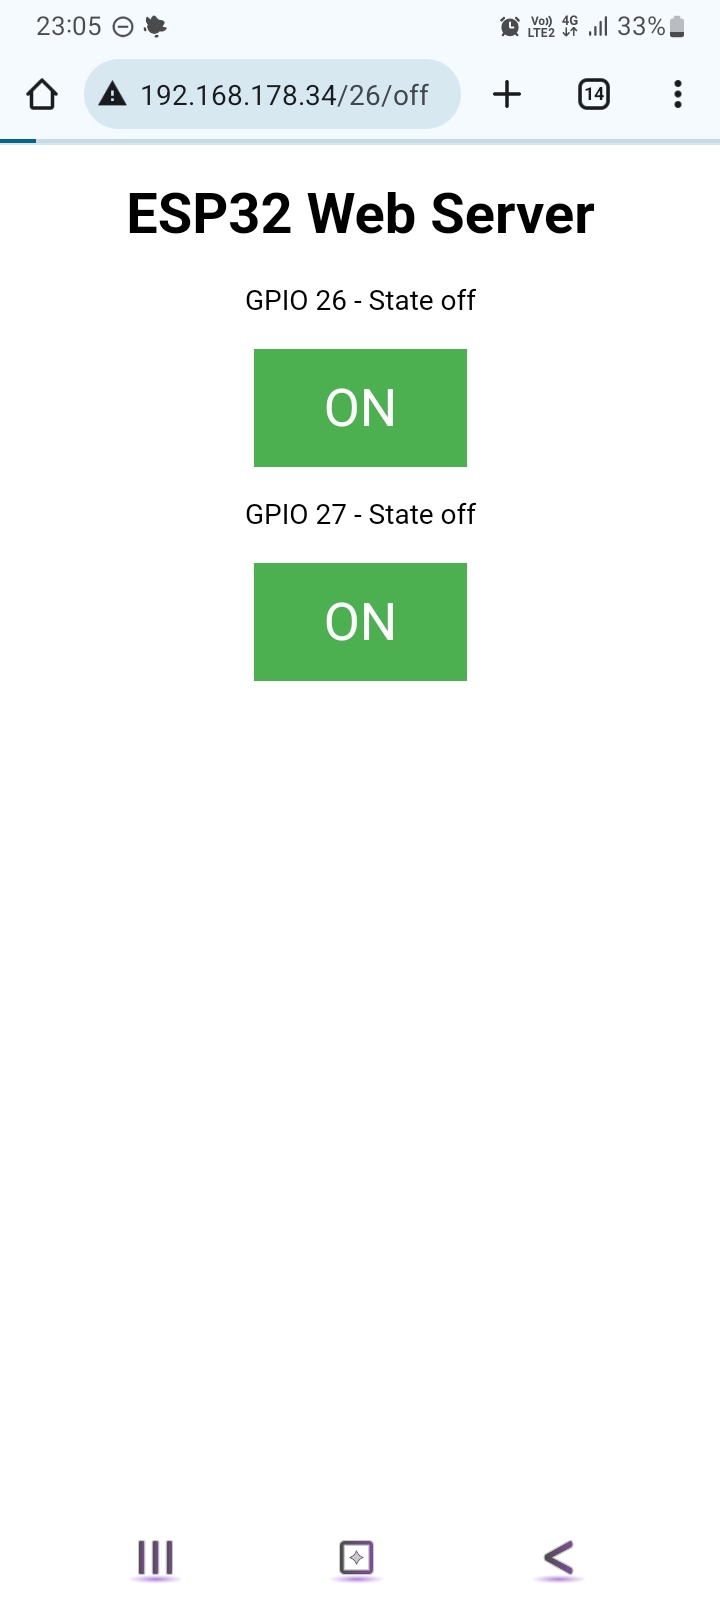 23:05 Vo)) LTE2 4G 33%
192.168.178.34/26/off 14
ESP32 Web Server
GPIO 26 - State off
ON
GPIO 27 - State off
ON